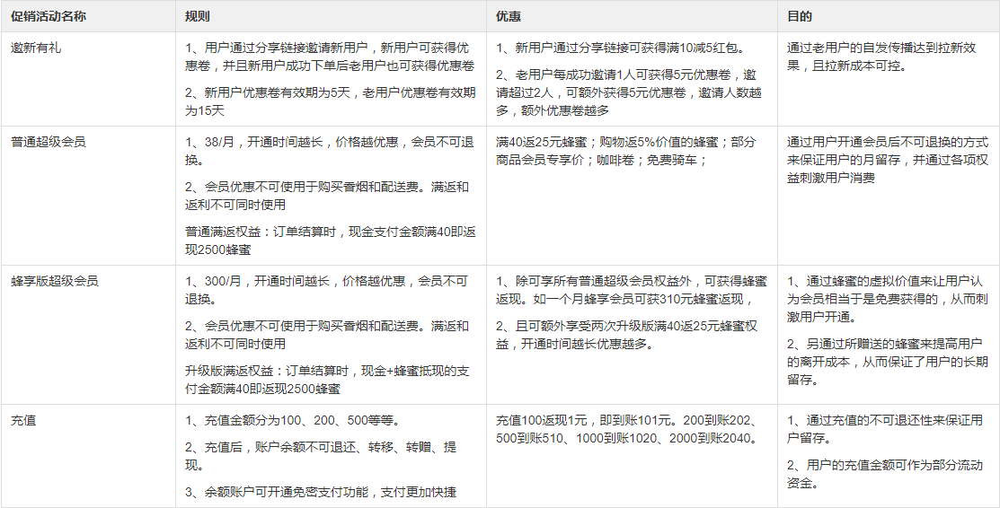 促销活动名称 规则 优惠 目的
邀新有礼
1、用户通过分享链接邀请新用户，新用户可获得优
惠卷，并且新用户成功下单后老用户也可获得优惠卷
2、新用户优惠卷有效期为5天，老用户优惠卷有效期
为15天
1、新用户通过分享链接可获得满10减5红包。
2、老用户每成功邀请1人可获得5元优惠卷，邀
请超过2人，可额外获得5元优惠卷，邀请人数越
多，额外优惠卷越多
通过老用户的自发传播达到拉新效
果，且拉新成本可控。
普通超级会员
1、38/月，开通时间越长，价格越优惠，会员不可退
换。
2、会员优惠不可使用于购买香烟和配送费。满返和
返利不可同时使用
普通满返权益：订单结算时，现金支付金额满40即返
现2500蜂蜜
满40返25元蜂蜜；购物返5%价值的蜂蜜；部分
商品会员专享价；咖啡卷；免费骑车；
通过用户开通会员后不可退换的方式
来保证用户的月留存，并通过各项权
益刺激用户消费
蜂享版超级会员
1、300/月，开通时间越长，价格越优惠，会员不可
退换。
2、会员优惠不可使用于购买香烟和配送费。满返和
返利不可同时使用
升级版满返权益：订单结算时，现金+蜂蜜抵现的支
付金额满40即返现2500蜂蜜
1、除可享所有普通超级会员权益外，可获得蜂蜜
返现。如一个月蜂享会员可获310元蜂蜜返现，
2、且可额外享受两次升级版满40返25元蜂蜜权
益，开通时间越长优惠越多。
1、通过蜂蜜的虚拟价值来让用户认
为会员相当于是免费获得的，从而刺
激用户开通。
2、另通过所赠送的蜂蜜来提高用户
的离开成本，从而保证了用户的长期
留存。
充值
1、充值金额分为100、200、500等等。
2、充值后，账户余额不可退还、转移、转赠、提
现。
3、余额账户可开通免密支付功能，支付更加快捷
充值100返现1元，即到账101元。200到账202、
500到账510、1000到账1020、2000到账2040。
1、通过充值的不可退还性来保证用
户留存。
2、用户的充值金额可作为部分流动
资金。